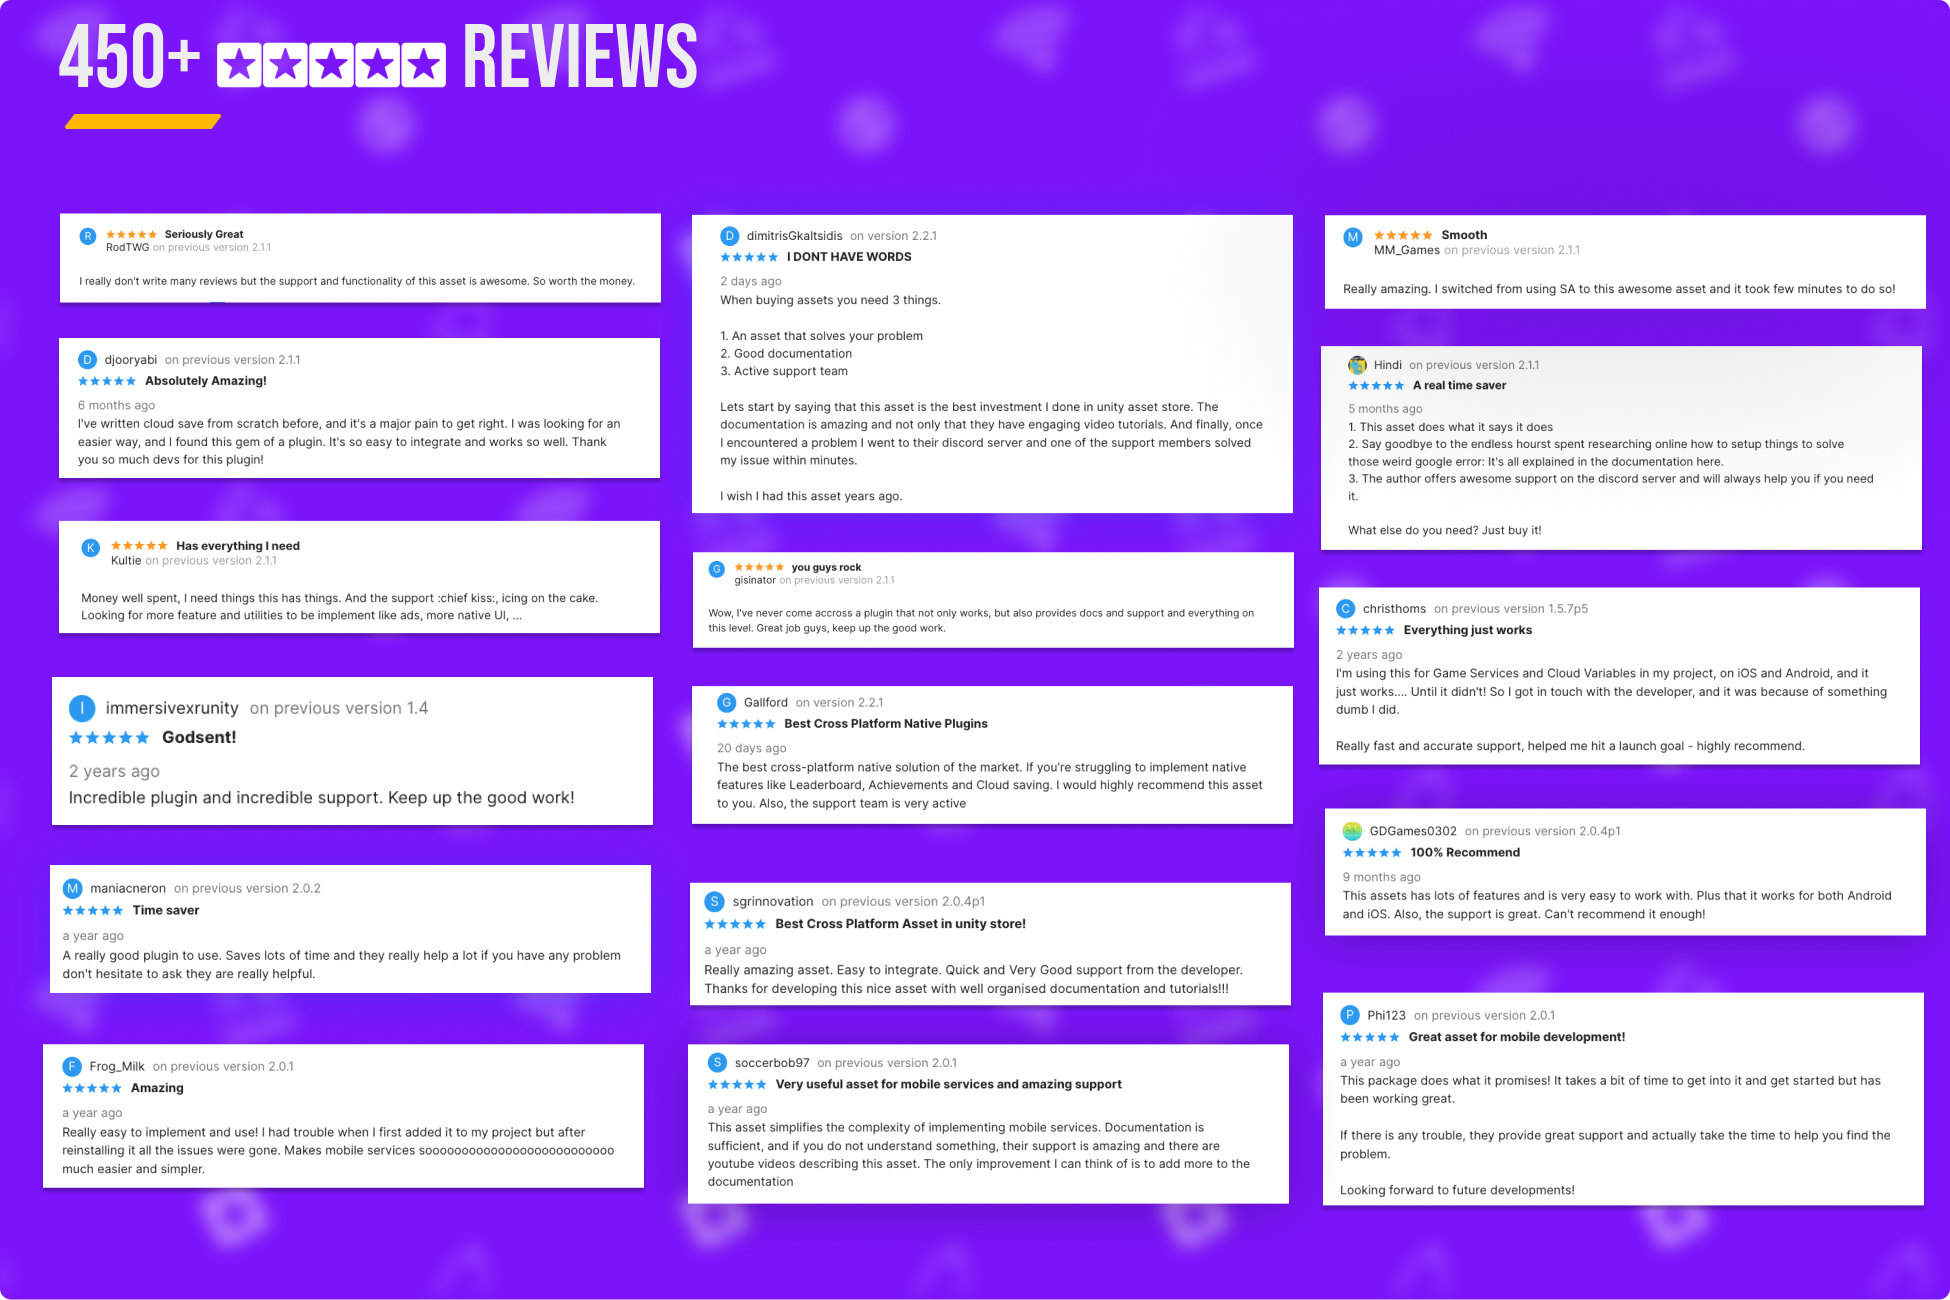 450+ ★★★★★ REVIEWS
R
★★★★★ Seriously Great
RodTWG on previous version 2.1.1
I really don't write many reviews but the support and functionality of this asset is awesome. So worth the money.
D djooryabi on previous version 2.1.1
★★★★★ Absolutely Amazing!
6 months ago
I've written cloud save from scratch before, and it's a major pain to get right. I was looking for an
easier way, and I found this gem of a plugin. It's so easy to integrate and works so well. Thank
you so much devs for this plugin!
K
★★★★★ Has everything I need
Kultie on previous version 2.1.1
Money well spent, I need things this has things. And the support :chief kiss:, icing on the cake.
Looking for more feature and utilities to be implement like ads, more native UI, ...
I immersivexrunity on previous version 1.4
★★★★★ Godsent!
2 years ago
Incredible plugin and incredible support. Keep up the good work!
M maniacneron on previous version 2.0.2
★★★★★ Time saver
a year ago
A really good plugin to use. Saves lots of time and they really help a lot if you have any problem
don't hesitate to ask they are really helpful.
F Frog_Milk on previous version 2.0.1
★★★★★ Amazing
a year ago
Really easy to implement and use! I had trouble when I first added it to my project but after
reinstalling it all the issues were gone. Makes mobile services soooooooooooooooooooooooooooo
much easier and simpler.
D dimitrisGkaltsidis on version 2.2.1
★★★★★ I DONT HAVE WORDS
2 days ago
When buying assets you need 3 things.
1. An asset that solves your problem
2. Good documentation
3. Active support team
Lets start by saying that this asset is the best investment I done in unity asset store. The
documentation is amazing and not only that they have engaging video tutorials. And finally, once
I encountered a problem I went to their discord server and one of the support members solved
my issue within minutes.
I wish I had this asset years ago.
G
★★★★★ you guys rock
gisinator on previous version 2.1.1
Wow, I've never come accross a plugin that not only works, but also provides docs and support and everything on
this level. Great job guys, keep up the good work.
G Gallford on version 2.2.1
★★★★★ Best Cross Platform Native Plugins
20 days ago
The best cross-platform native solution of the market. If you're struggling to implement native
features like Leaderboard, Achievements and Cloud saving. I would highly recommend this asset
to you. Also, the support team is very active
S sgrinnovation on previous version 2.0.4p1
★★★★★ Best Cross Platform Asset in unity store!
a year ago
Really amazing asset. Easy to integrate. Quick and Very Good support from the developer.
Thanks for developing this nice asset with well organised documentation and tutorials!!!
S soccerbob97 on previous version 2.0.1
★★★★★ Very useful asset for mobile services and amazing support
a year ago
This asset simplifies the complexity of implementing mobile services. Documentation is
sufficient, and if you do not understand something, their support is amazing and there are
youtube videos describing this asset. The only improvement I can think of is to add more to the
documentation
M
★★★★★ Smooth
MM_Games on previous version 2.1.1
Really amazing. I switched from using SA to this awesome asset and it took few minutes to do so!
Hindi on previous version 2.1.1
★★★★★ A real time saver
5 months ago
1. This asset does what it says it does
2. Say goodbye to the endless hourst spent researching online how to setup things to solve
those weird google error: It's all explained in the documentation here.
3. The author offers awesome support on the discord server and will always help you if you need
it.
What else do you need? Just buy it!
C christhoms on previous version 1.5.7p5
★★★★★ Everything just works
2 years ago
I'm using this for Game Services and Cloud Variables in my project, on iOS and Android, and it
just works.... Until it didn't! So I got in touch with the developer, and it was because of something
dumb I did.
Really fast and accurate support, helped me hit a launch goal - highly recommend.
GDGames0302 on previous version 2.0.4p1
★★★★★ 100% Recommend
9 months ago
This assets has lots of features and is very easy to work with. Plus that it works for both Android
and iOS. Also, the support is great. Can't recommend it enough!
P Phi123 on previous version 2.0.1
★★★★★ Great asset for mobile development!
a year ago
This package does what it promises! It takes a bit of time to get into it and get started but has
been working great.
If there is any trouble, they provide great support and actually take the time to help you find the
problem.
Looking forward to future developments!